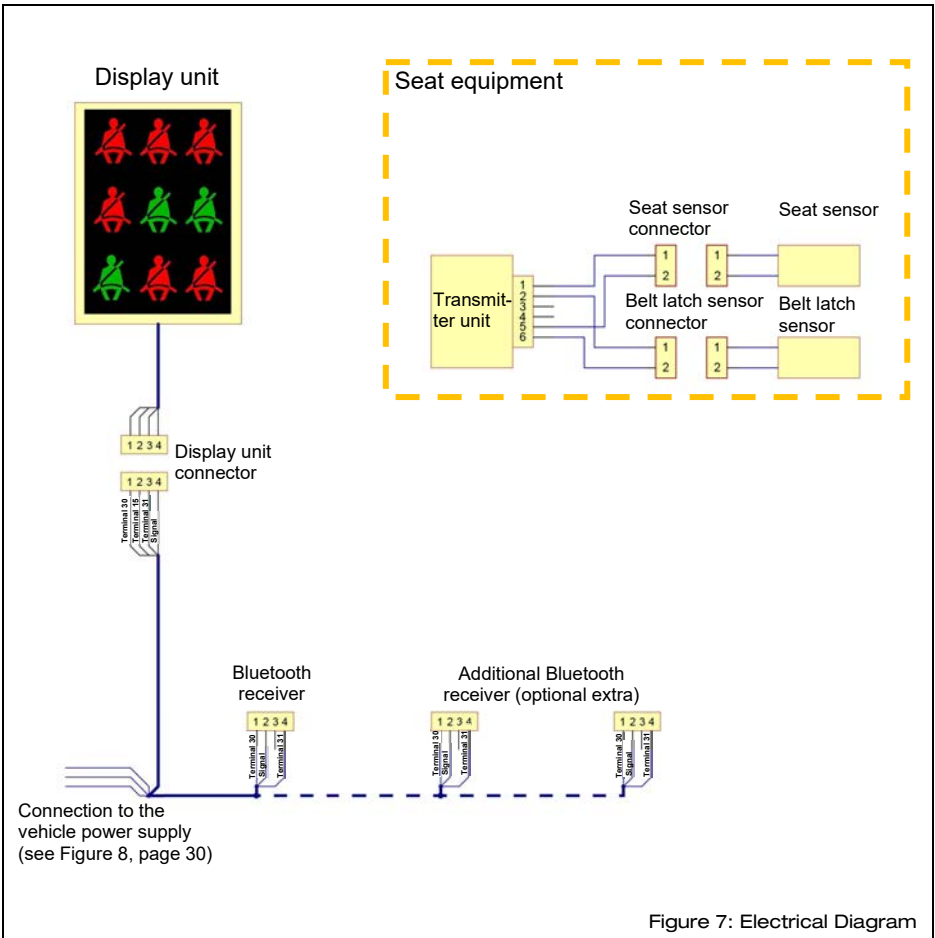 Display unit
Seat equipment
Seat sensor
connector
Seat sensor
1
2
1
2
Transmit-
ter unit
1
2
3
4
5
6
Belt latch sensor
connector
Belt latch
sensor
1
2
1
2
1 2 3 4
Display unit
connector
1 2 3 4
Terminal 30
Terminal 15
Terminal 31
Signal
Bluetooth
receiver
Additional Bluetooth
receiver (optional extra)
1 2 3 4
Terminal 30
Signal
Terminal 31
1 2 3 4
Terminal 30
Signal
Terminal 31
1 2 3 4
Terminal 30
Signal
Terminal 31
Connection to the
vehicle power supply
(see Figure 8, page 30)
Figure 7: Electrical Diagram